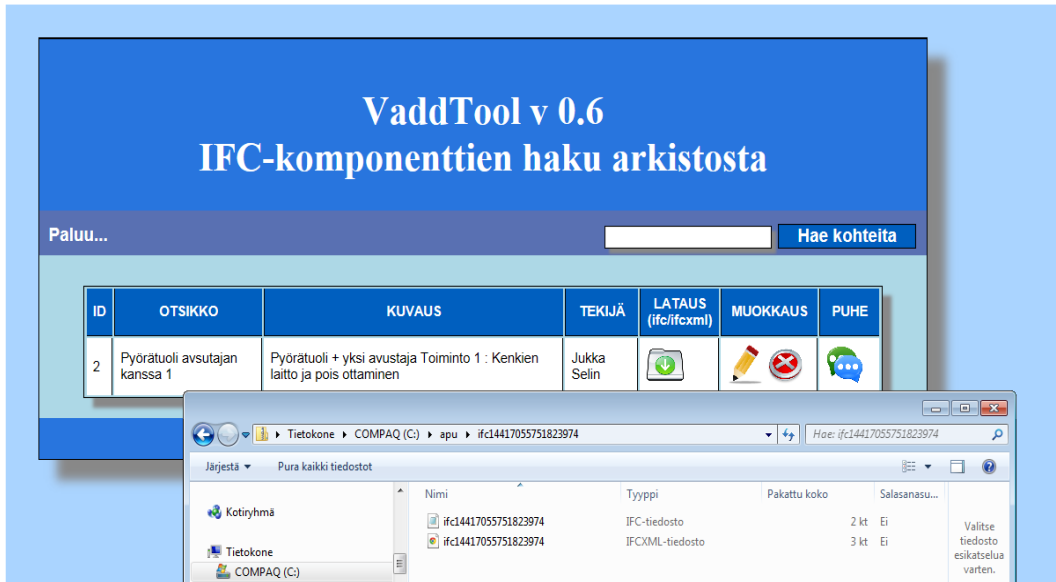 VaddTool v 0.6
IFC-komponenttien haku arkistosta
Paluu...
Hae kohteita
ID OTSIKKO KUVAUS TEKIJÄ LATAUS (ifc/ifcxml) MUOKKAUS PUHE
2 Pyörätuoli avsutajan kanssa 1 Pyörätuoli + yksi avustaja Toiminto 1 : Kenkien laitto ja pois ottaminen Jukka Selin
Tietokone COMPAQ (C:) apu ifc14417055751823974
Hae: ifc14417055751823974
Järjestä Pura kaikki tiedostot
Nimi Tyyppi Pakattu koko Salasanasu...
Kotiryhmä
Tietokone
COMPAQ (C:)
ifc14417055751823974 IFC-tiedosto 2 kt Ei
ifc14417055751823974 IFCXML-tiedosto 3 kt Ei
Valitse
tiedosto
esikatselua
varten.